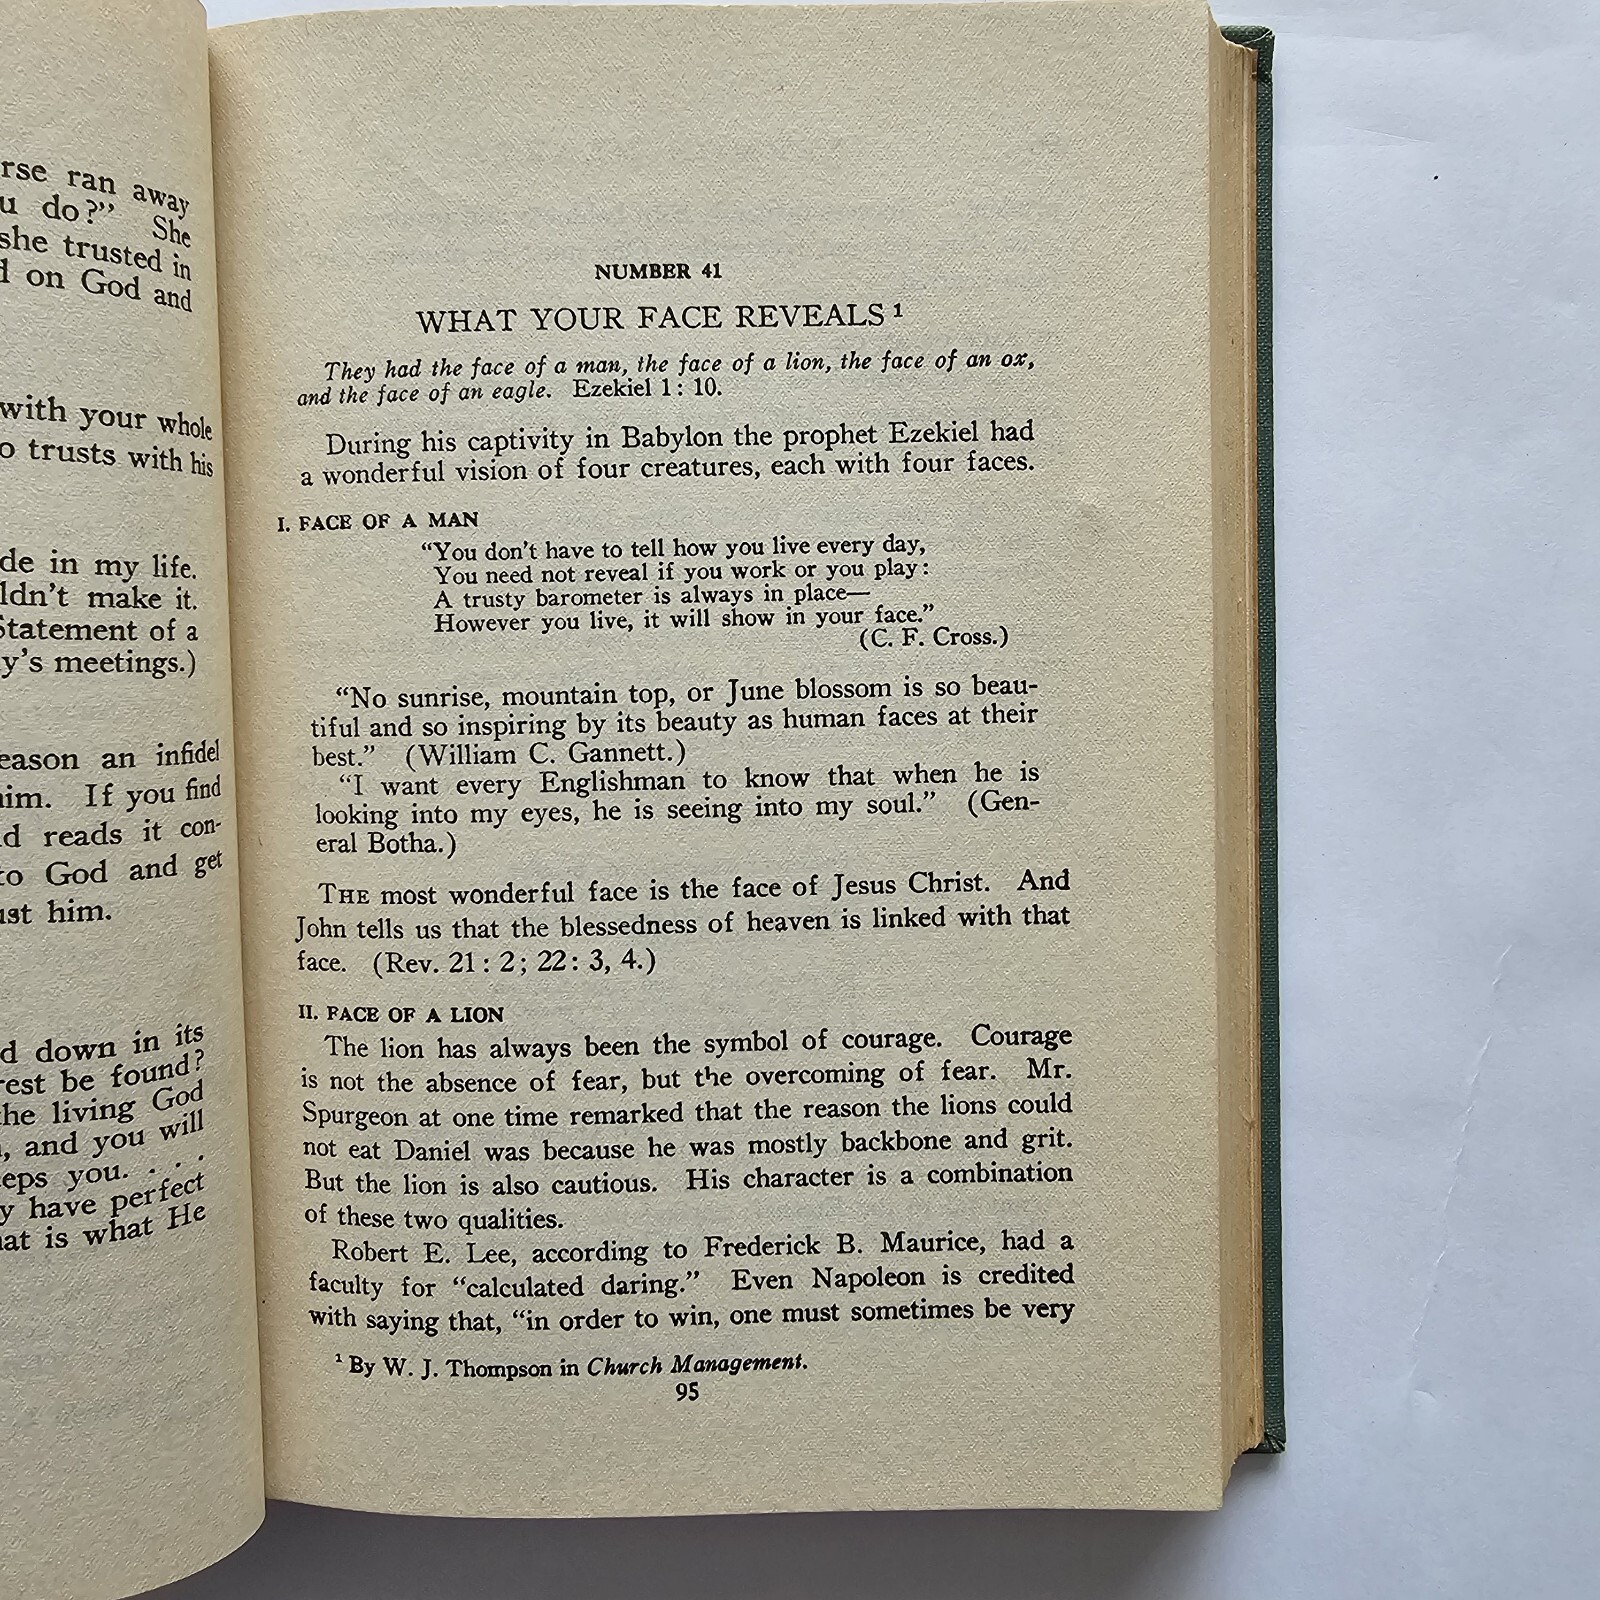 rse ran away
u do?” She
she trusted in
d on God and
with your whole
o trusts with his
de in my life.
ldn’t make it.
Statement of a
y’s meetings.)
eason an infidel
him. If you find
d reads it con-
to God and get
ust him.
d down in its
rest be found?
the living God
, and you will
eeps you. . . .
y have perfect
hat is what He
NUMBER 41
WHAT YOUR FACE REVEALS ¹
They had the face of a man, the face of a lion, the face of an ox,
and the face of an eagle. Ezekiel 1: 10.
During his captivity in Babylon the prophet Ezekiel had
a wonderful vision of four creatures, each with four faces.
I. FACE OF A MAN
“You don’t have to tell how you live every day,
You need not reveal if you work or you play:
A trusty barometer is always in place—
However you live, it will show in your face.”
(C. F. Cross.)
“No sunrise, mountain top, or June blossom is so beau-
tiful and so inspiring by its beauty as human faces at their
best.” (William C. Gannett.)
“I want every Englishman to know that when he is
looking into my eyes, he is seeing into my soul.” (Gen-
eral Botha.)
THE most wonderful face is the face of Jesus Christ. And
John tells us that the blessedness of heaven is linked with that
face. (Rev. 21: 2; 22: 3, 4.)
II. FACE OF A LION
The lion has always been the symbol of courage. Courage
is not the absence of fear, but the overcoming of fear. Mr.
Spurgeon at one time remarked that the reason the lions could
not eat Daniel was because he was mostly backbone and grit.
But the lion is also cautious. His character is a combination
of these two qualities.
Robert E. Lee, according to Frederick B. Maurice, had a
faculty for “calculated daring.” Even Napoleon is credited
with saying that, “in order to win, one must sometimes be very
¹ By W. J. Thompson in Church Management.
95